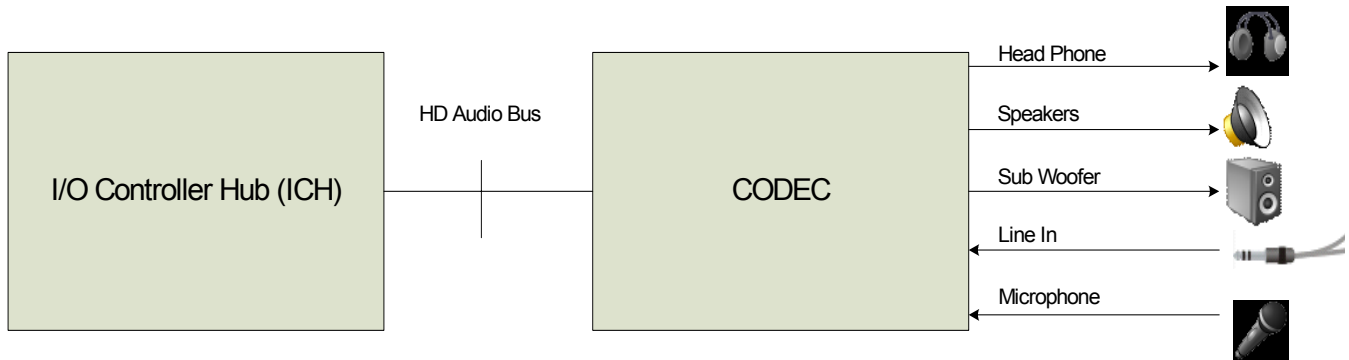 Head Phone
HD Audio Bus
Speakers
I/O Controller Hub (ICH)
CODEC
Sub Woofer
Line In
Microphone